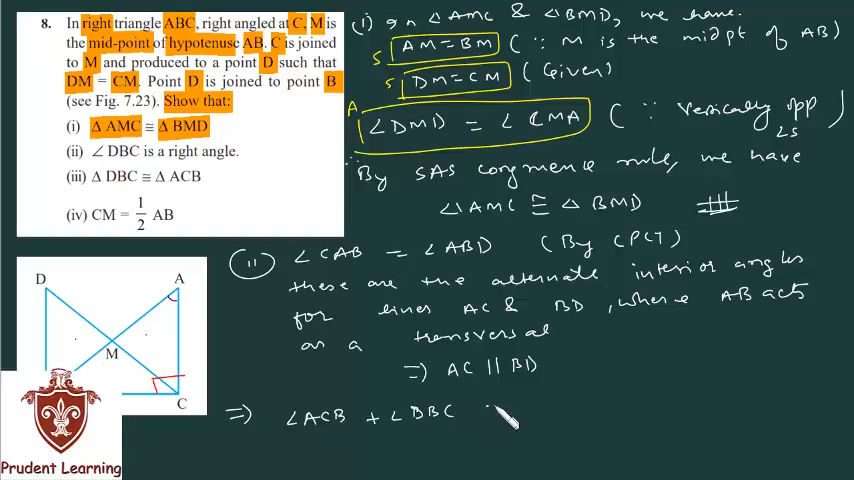 8. In right triangle ABC, right angled at C, M is
the mid-point of hypotenuse AB. C is joined
to M and produced to a point D such that
DM = CM. Point D is joined to point B
(see Fig. 7.23). Show that:
(i) Δ AMC ≅ Δ BMD
(ii) ∠ DBC is a right angle.
(iii) Δ DBC ≅ Δ ACB
(iv) CM = 1/2 AB
D A
M
C
Prudent Learning
(i) In ∠AMC & ∠BMD, we have.
S AM = BM (∵ M is the midpt of AB)
S DM = CM (Given)
A ∠DMD = ∠CMA (∵ Vertically opp ∠s)
∴ By SAS congruence rule, we have
∠AMC ≅ Δ BMD
(ii) ∠CAB = ∠ABD (By CPCT)
these are the alternate interior angles
for lines AC & BD, where AB acts
as a transversal
=) AC || BD
=) ∠ACB + ∠BBC